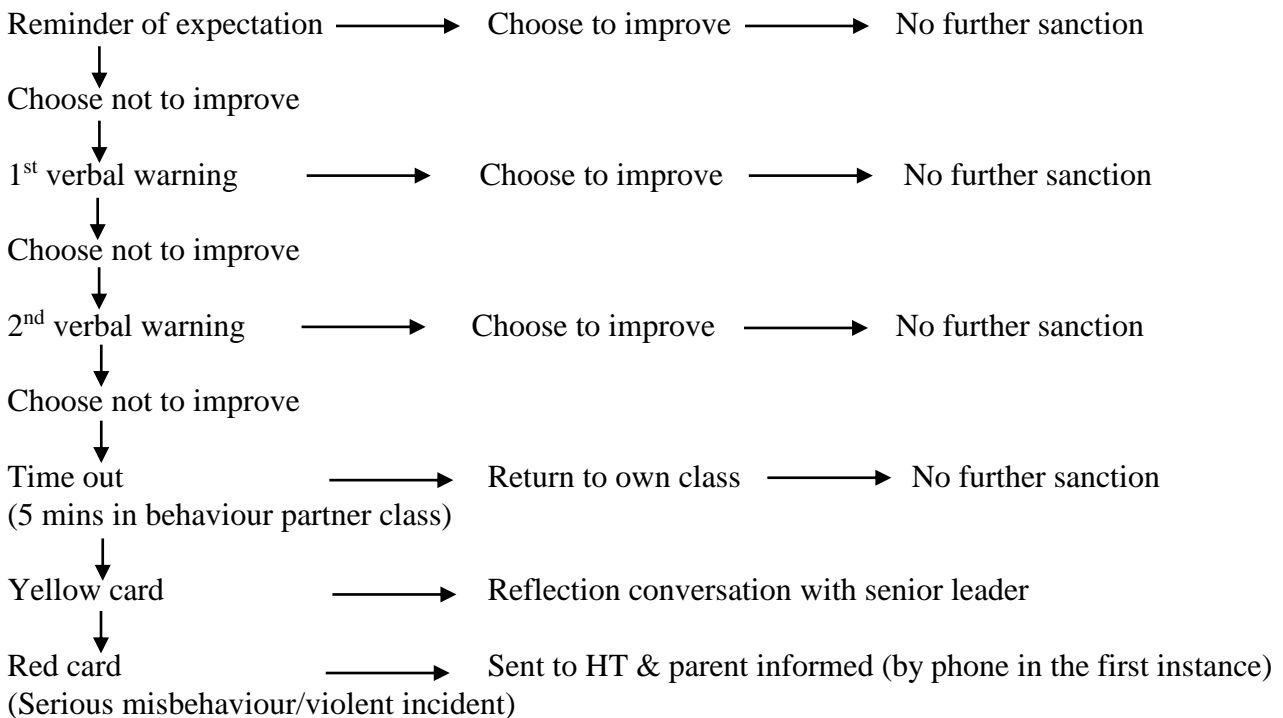 Reminder of expectation Choose to improve No further sanction
Choose not to improve
1st verbal warning Choose to improve No further sanction
Choose not to improve
2nd verbal warning Choose to improve No further sanction
Choose not to improve
Time out Return to own class No further sanction
(5 mins in behaviour partner class)
Yellow card Reflection conversation with senior leader
Red card Sent to HT & parent informed (by phone in the first instance)
(Serious misbehaviour/violent incident)